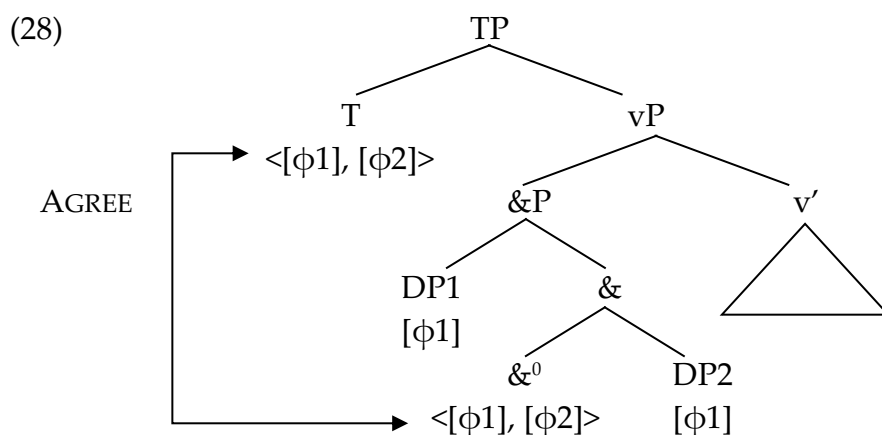 (28)
TP
T vP
<[ϕ1], [ϕ2]>
AGREE
&P v’
DP1 &
[ϕ1]
&⁰ DP2
<[ϕ1], [ϕ2]> [ϕ1]